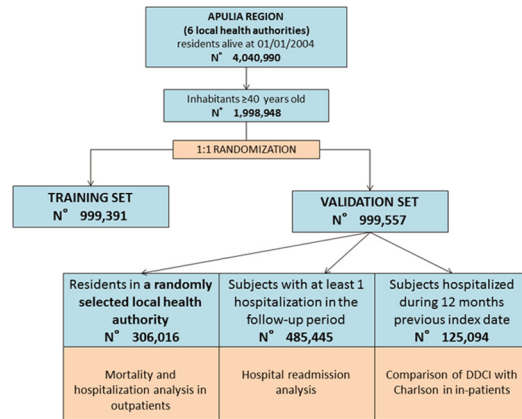 APULIA REGION
(6 local health authorities)
residents alive at 01/01/2004
N° 4,040,990
Inhabitants ≥40 years old
N° 1,998,948
1:1 RANDOMIZATION
TRAINING SET
N° 999,391
VALIDATION SET
N° 999,557
Residents in a randomly
selected local health
authority
N° 306,016
Subjects with at least 1
hospitalization in the
follow-up period
N° 485,445
Subjects hospitalized
during 12 months
previous index date
N° 125,094
Mortality and
hospitalization analysis in
outpatients
Hospital readmission
analysis
Comparison of DDCI with
Charlson in in-patients